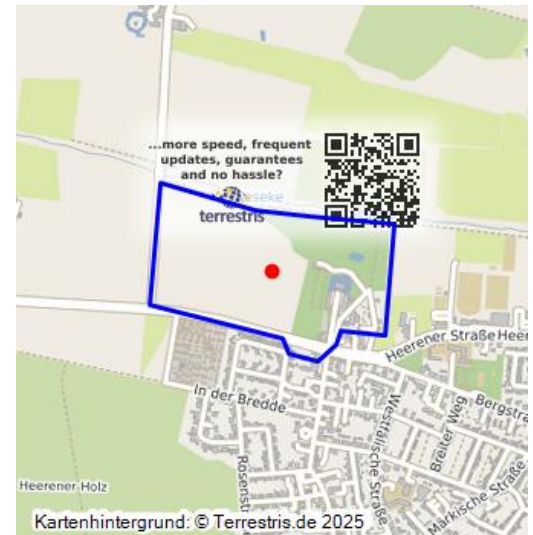 ...more speed, frequent
updates, guarantees
and no hassle?
terrestris
Heerener Straße
Heer
In der Bredde
Bergstra
Westfälische Straße
Breiter Weg
Rosenstr
Märkische Straße
Heerener Holz
Kartenhintergrund: © Terrestris.de 2025